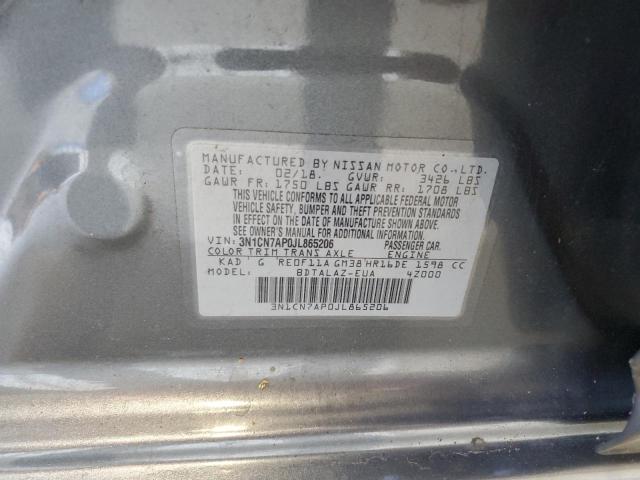 MANUFACTURED BY NISSAN MOTOR CO.,LTD.
DATE: 02/18. GVWR: 3426 LBS
GAWR FR: 1750 LBS GAWR RR: 1708 LBS
THIS VEHICLE CONFORMS TO ALL APPLICABLE FEDERAL MOTOR
VEHICLE SAFETY, BUMPER AND THEFT PREVENTION STANDARDS
IN EFFECT ON THE DATE OF MANUFACTURE SHOWN ABOVE.
SEE OWNER'S MANUAL FOR ADDITIONAL INFORMATION.
VIN: 3N1CN7AP0JL865206 PASSENGER CAR.
COLOR TRIM TRANS AXLE ENGINE
KAD G RE0F11A GM38 HR16DE 1598 CC
MODEL: BDTALAZ-EUA 4Z000
3N1CN7AP0JL865206